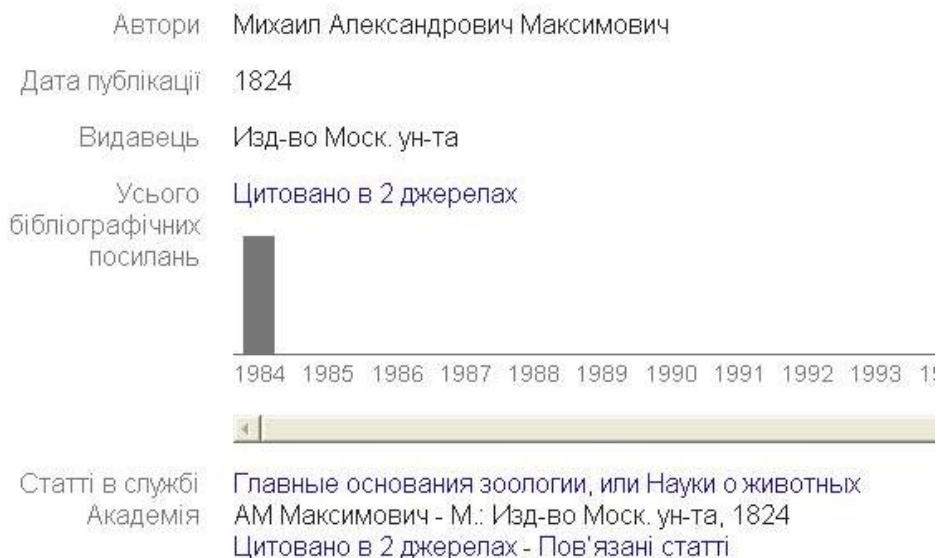 Автори Михаил Александрович Максимович
Дата публікації 1824
Видавець Изд-во Моск. ун-та
Усього бібліографічних посилань Цитовано в 2 джерелах
1984 1985 1986 1987 1988 1989 1990 1991 1992 1993
Статті в службі Академія Главные основания зоологии, или Науки о животных
АМ Максимович - М.: Изд-во Моск. ун-та, 1824
Цитовано в 2 джерелах - Пов'язані статті